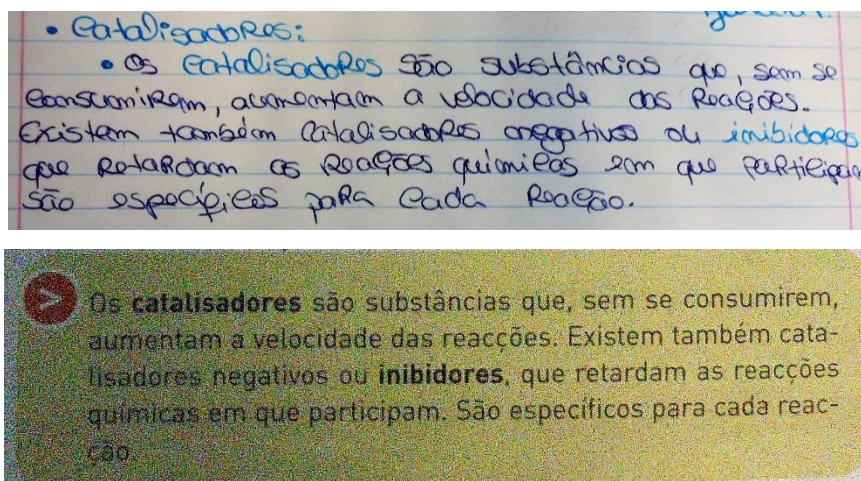 • Catalisadores:
• Os catalisadores são substâncias que, sem se
consumirem, aumentam a velocidade das Reações.
Existem também catalisadores negativos ou inibidores
que Retardam as Reações químicas em que participam
são específicos para cada Reação.
Os catalisadores são substâncias que, sem se consumirem,
aumentam a velocidade das reacções. Existem também cata-
lisadores negativos ou inibidores, que retardam as reacções
químicas em que participam. São específicos para cada reac-
ção.